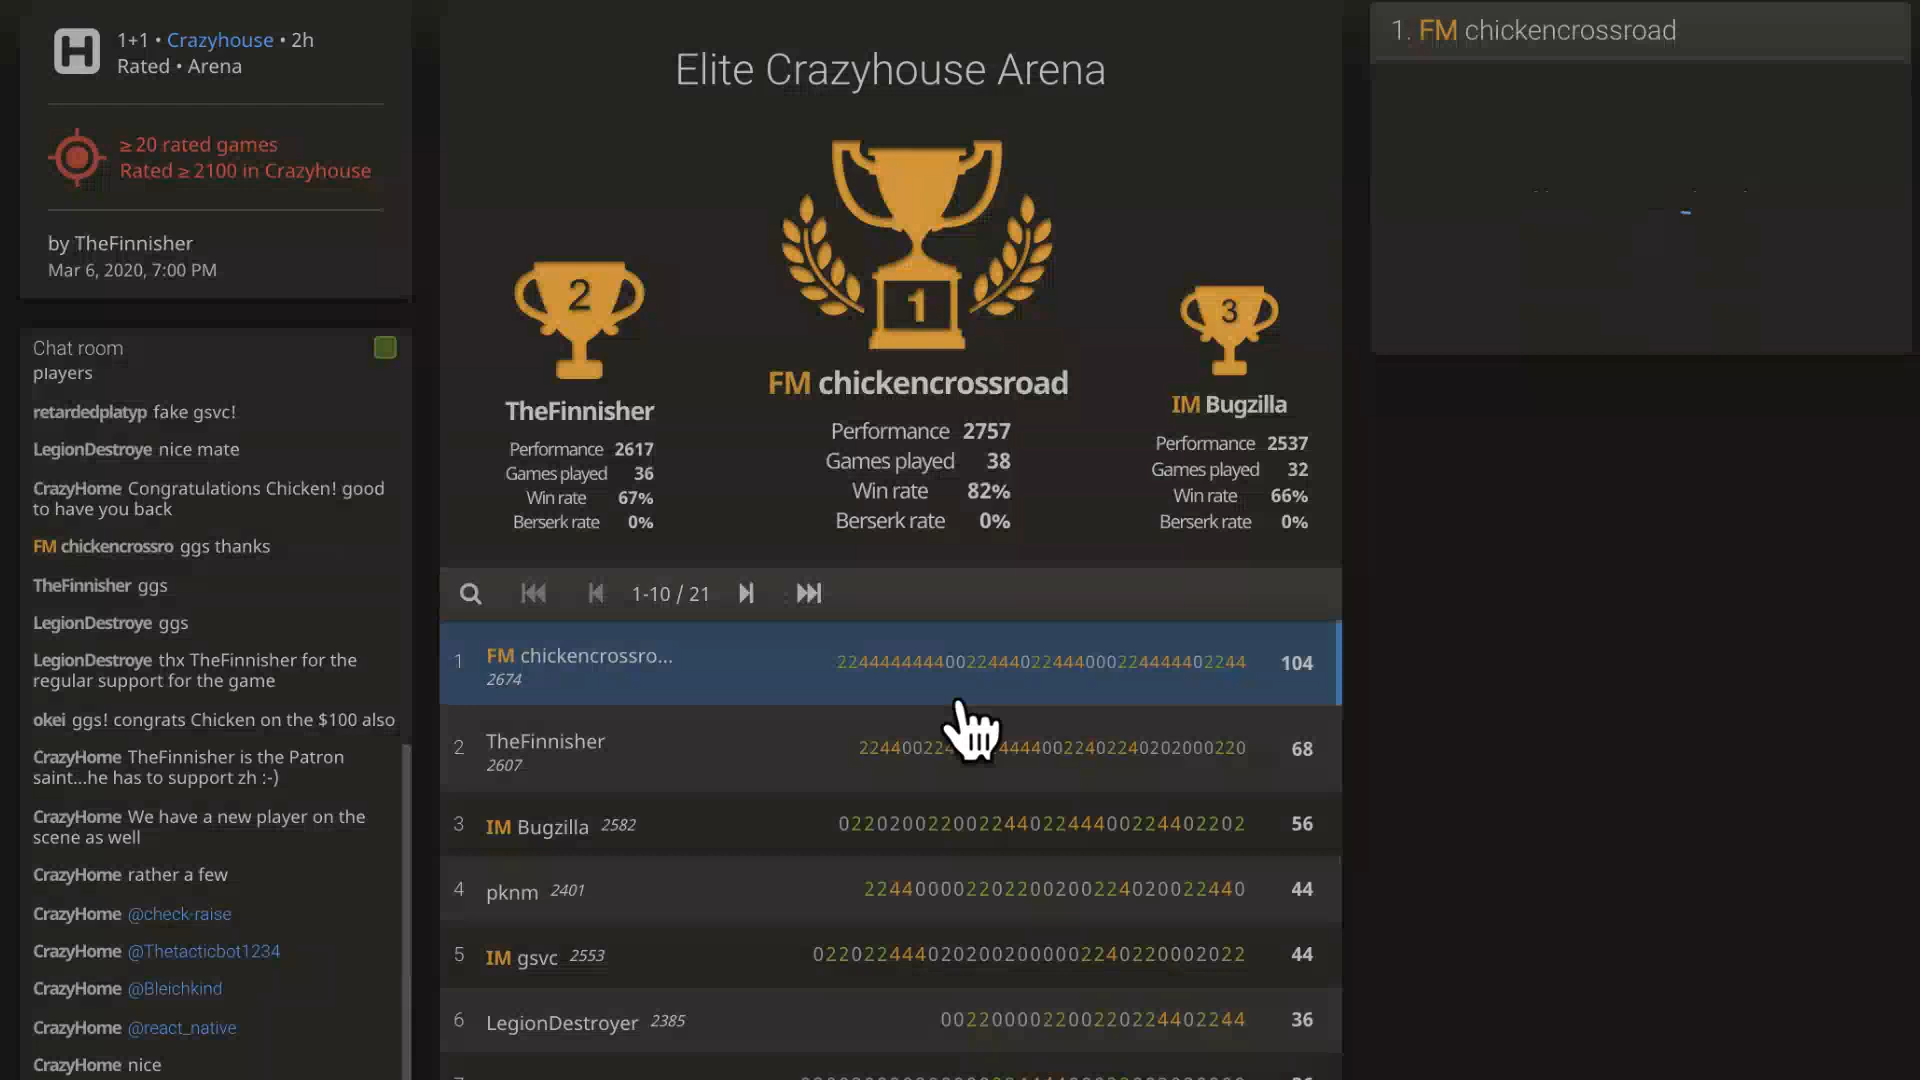 1+1 • Crazyhouse • 2h
Rated • Arena
≥ 20 rated games
Rated ≥ 2100 in Crazyhouse
by TheFinnisher
Mar 6, 2020, 7:00 PM
Chat room
players
retardedplatyp fake gsvc!
LegionDestroye nice mate
CrazyHome Congratulations Chicken! good
to have you back
FM chickencrossro ggs thanks
TheFinnisher ggs
LegionDestroye ggs
LegionDestroye thx TheFinnisher for the
regular support for the game
okei ggs! congrats Chicken on the $100 also
CrazyHome TheFinnisher is the Patron
saint...he has to support zh :-)
CrazyHome We have a new player on the
scene as well
CrazyHome rather a few
CrazyHome @check-raise
CrazyHome @Thetacticbot1234
CrazyHome @Bleichkind
CrazyHome @react_native
CrazyHome nice
Elite Crazyhouse Arena
2
TheFinnisher
Performance 2617
Games played 36
Win rate 67%
Berserk rate 0%
1
FM chickencrossroad
Performance 2757
Games played 38
Win rate 82%
Berserk rate 0%
3
IM Bugzilla
Performance 2537
Games played 32
Win rate 66%
Berserk rate 0%
1-10 / 21
1 FM chickencrossro... 2674 22444444440022444022444000224444402244 104
2 TheFinnisher 2607 68
3 IM Bugzilla 2582 02202002200224402244400224402202 56
4 pknm 2401 224400002202200200224020022440 44
5 IM gsvc 2553 0220224440202002000002240220002022 44
6 LegionDestroyer 2385 002200002200220224402244 36
1. FM chickencrossroad